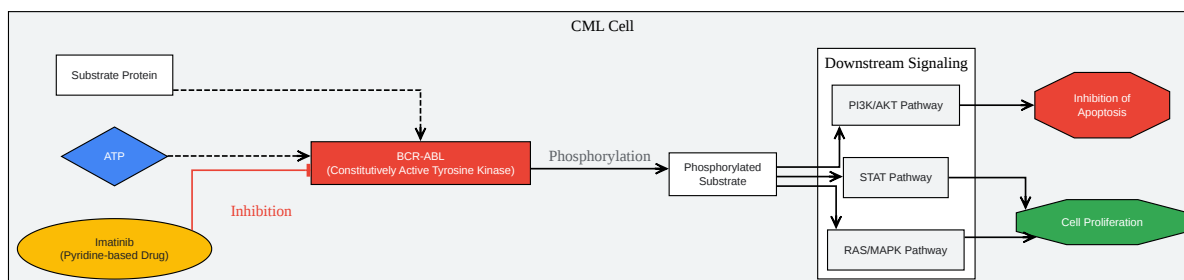 CML Cell
Substrate Protein
Downstream Signaling
PI3K/AKT Pathway
Inhibition of
Apoptosis
ATP
BCR-ABL
(Constitutively Active Tyrosine Kinase)
Phosphorylation
Phosphorylated
Substrate
STAT Pathway
Inhibition
Cell Proliferation
Imatinib
(Pyridine-based Drug)
RAS/MAPK Pathway